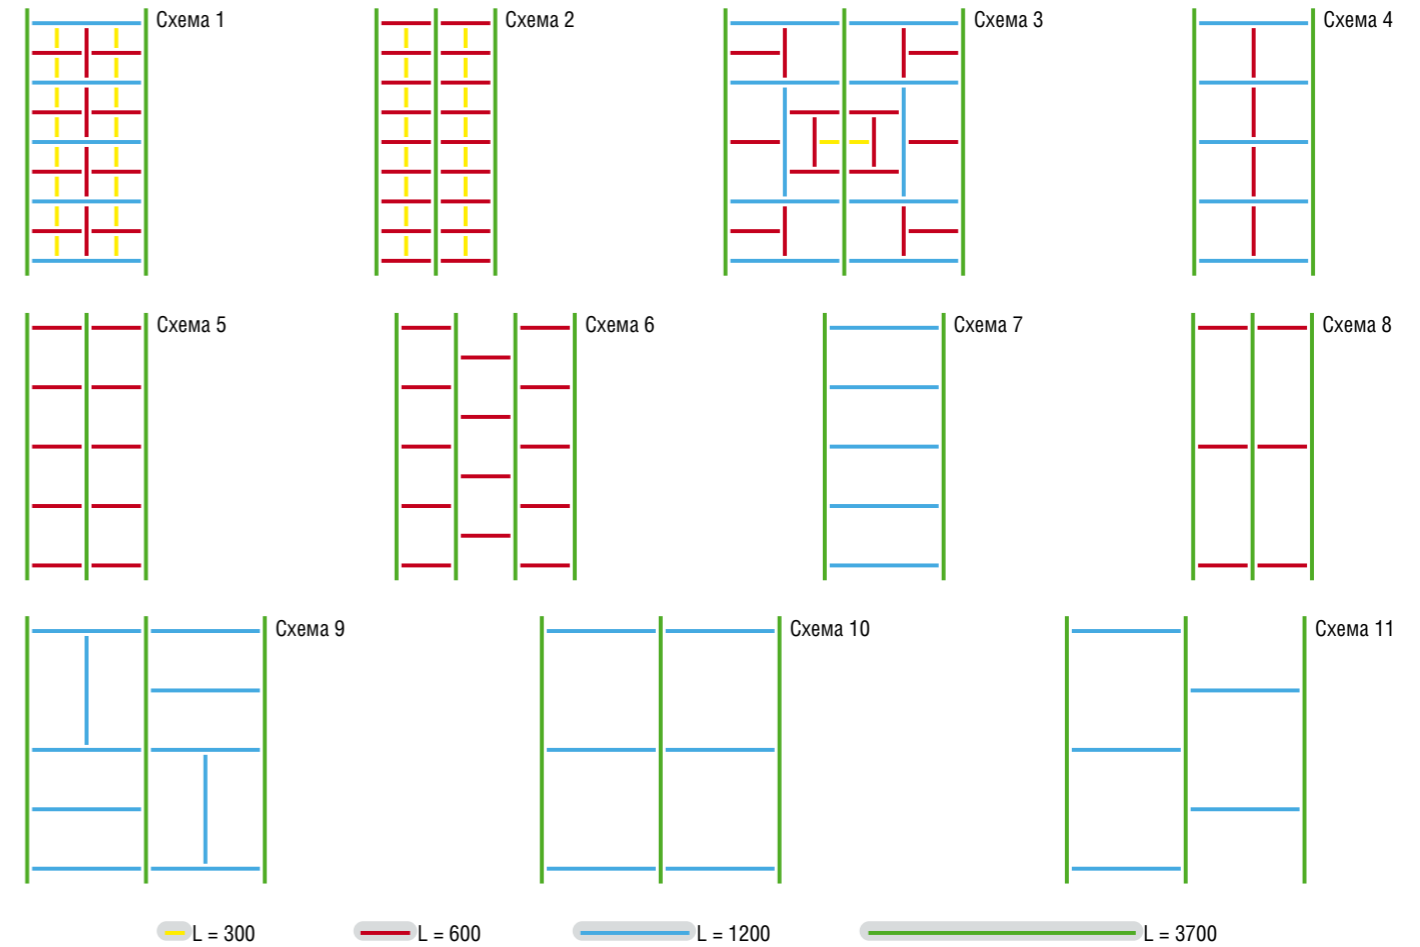 Схема 1
Схема 2
Схема 3
Схема 4
Схема 5
Схема 6
Схема 7
Схема 8
Схема 9
Схема 10
Схема 11
L = 300
L = 600
L = 1200
L = 3700